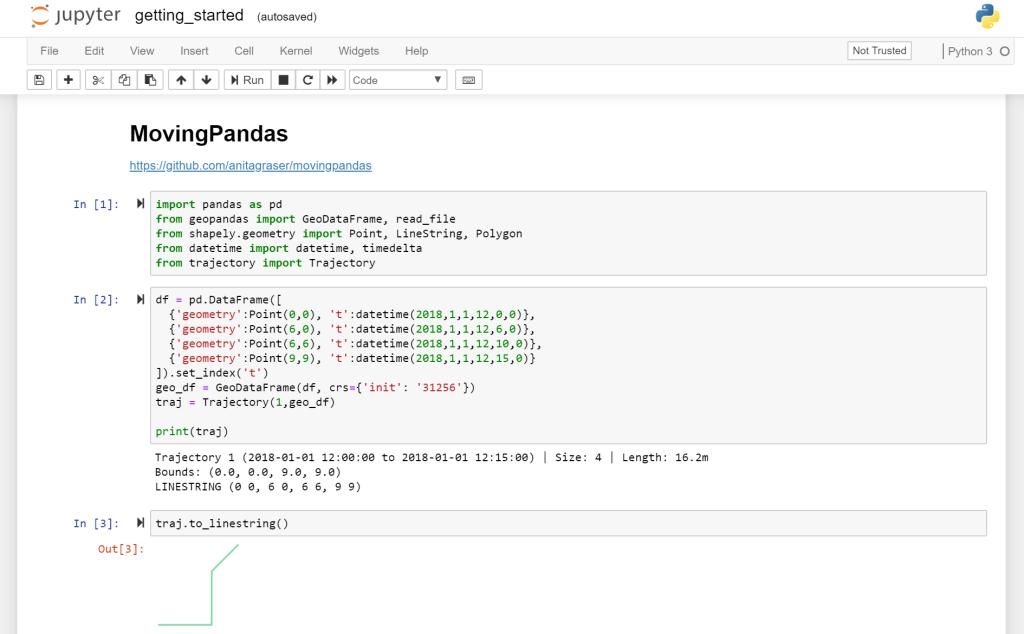 jupyter getting_started (autosaved)
File Edit View Insert Cell Kernel Widgets Help Not Trusted Python 3
Run Code
MovingPandas
https://github.com/anitagraser/movingpandas
In [1]: import pandas as pd
from geopandas import GeoDataFrame, read_file
from shapely.geometry import Point, LineString, Polygon
from datetime import datetime, timedelta
from trajectory import Trajectory
In [2]: df = pd.DataFrame([
{'geometry':Point(0,0), 't':datetime(2018,1,1,12,0,0)},
{'geometry':Point(6,0), 't':datetime(2018,1,1,12,6,0)},
{'geometry':Point(6,6), 't':datetime(2018,1,1,12,10,0)},
{'geometry':Point(9,9), 't':datetime(2018,1,1,12,15,0)}
]).set_index('t')
geo_df = GeoDataFrame(df, crs={'init': '31256'})
traj = Trajectory(1,geo_df)
print(traj)
Trajectory 1 (2018-01-01 12:00:00 to 2018-01-01 12:15:00) | Size: 4 | Length: 16.2m
Bounds: (0.0, 0.0, 9.0, 9.0)
LINESTRING (0 0, 6 0, 6 6, 9 9)
In [3]: traj.to_linestring()
Out[3]: